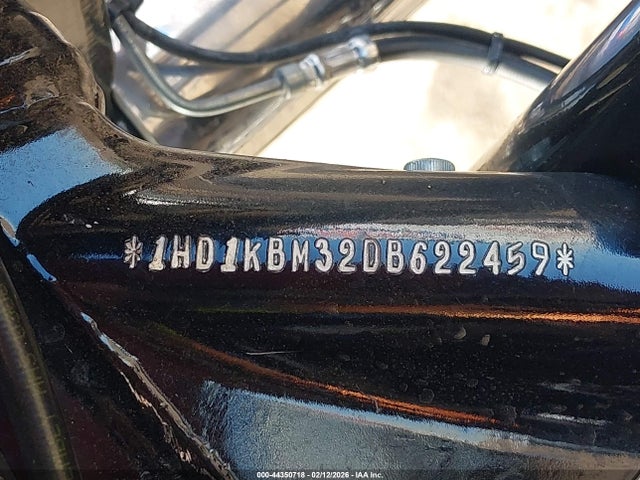 *1HD1KBM32DB622459*
000-44350718 - 02/12/2026 - IAA Inc.